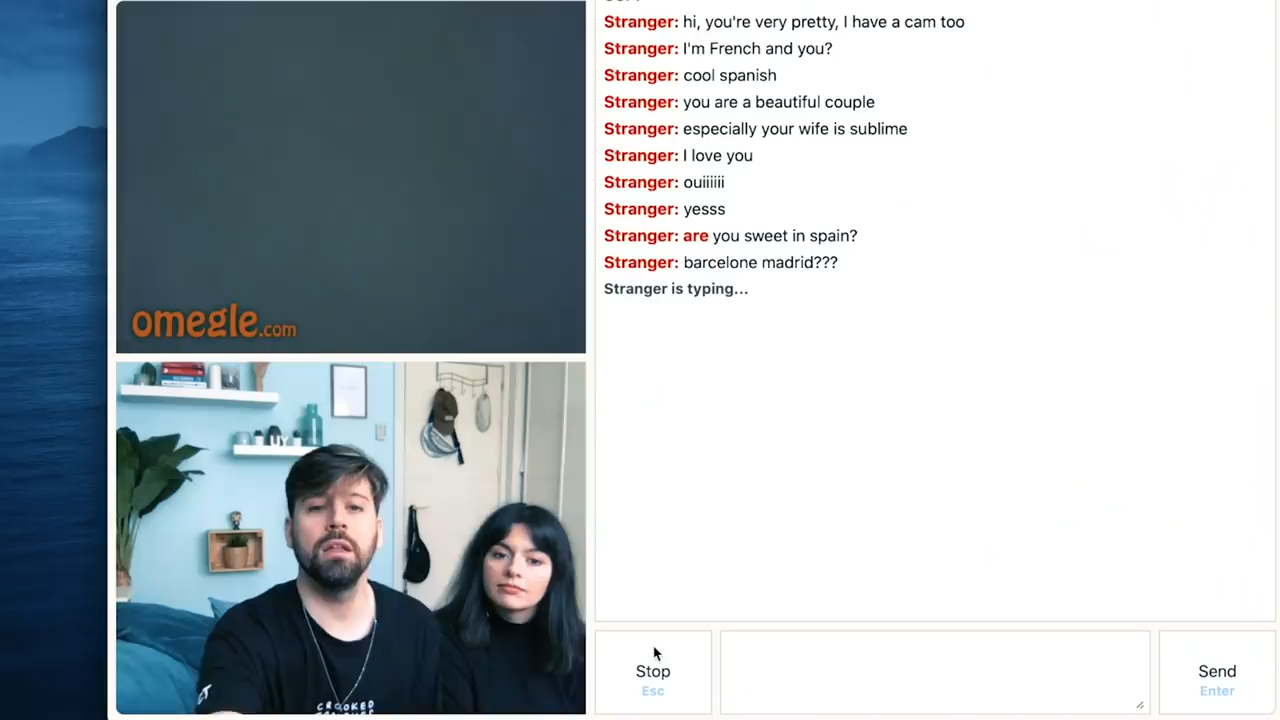 Stranger: hi, you're very pretty, I have a cam too
Stranger: I'm French and you?
Stranger: cool spanish
Stranger: you are a beautiful couple
Stranger: especially your wife is sublime
Stranger: I love you
Stranger: ouiiiiii
Stranger: yesss
Stranger: are you sweet in spain?
Stranger: barcelone madrid???
Stranger is typing...
omegle.com
UY
CROOKED
Stop
Esc
Send
Enter